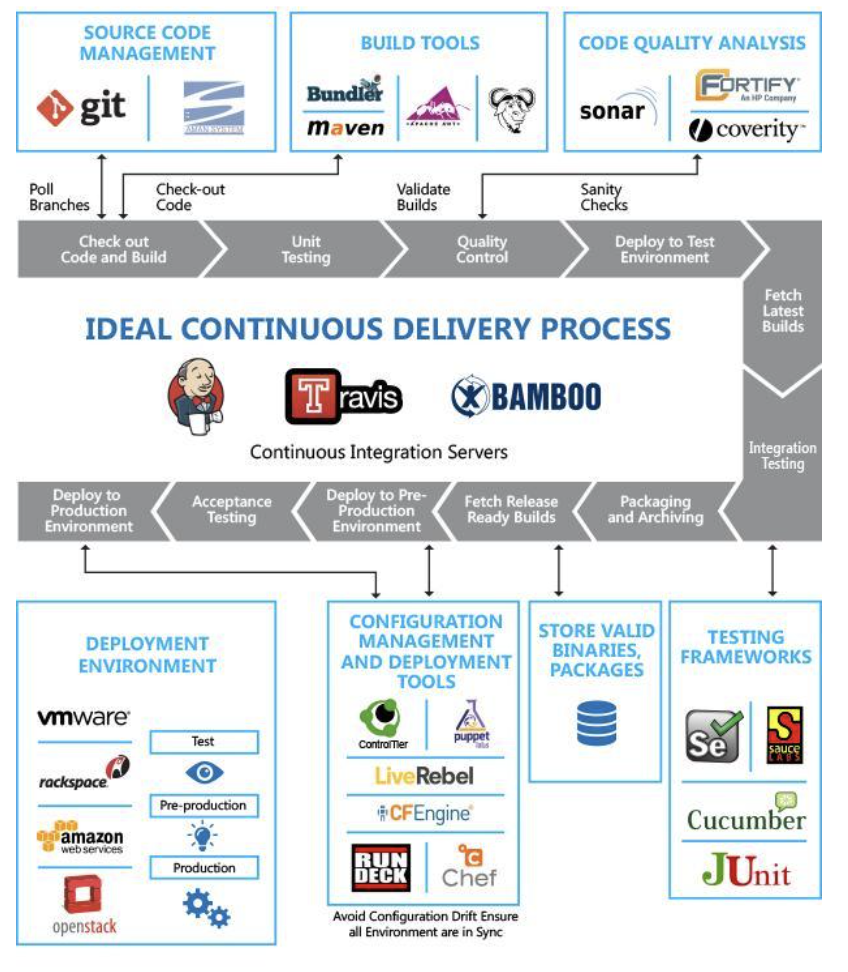 SOURCE CODE
MANAGEMENT
git
AMAN SYSTEM
BUILD TOOLS
Bundler
maven
APACHE ANT
CODE QUALITY ANALYSIS
sonar
FORTIFY
An HP Company
coverity™
Poll
Branches
Check-out
Code
Validate
Builds
Sanity
Checks
Check out
Code and Build
Unit
Testing
Quality
Control
Deploy to Test
Environment
Fetch
Latest
Builds
Integration
Testing
IDEAL CONTINUOUS DELIVERY PROCESS
Travis
BAMBOO
Continuous Integration Servers
Deploy to
Production
Environment
Acceptance
Testing
Deploy to Pre-
Production
Environment
Fetch Release
Ready Builds
Packaging
and Archiving
DEPLOYMENT
ENVIRONMENT
vmware®
rackspace
amazon
web services
openstack
Test
Pre-production
Production
CONFIGURATION
MANAGEMENT
AND DEPLOYMENT
TOOLS
ControlTier
puppet
labs
LiveRebel
CFEngine®
RUN
DECK
Chef
Avoid Configuration Drift Ensure
all Environment are in Sync
STORE VALID
BINARIES,
PACKAGES
TESTING
FRAMEWORKS
Se
S
SAUCE
LABS
Cucumber
JUnit